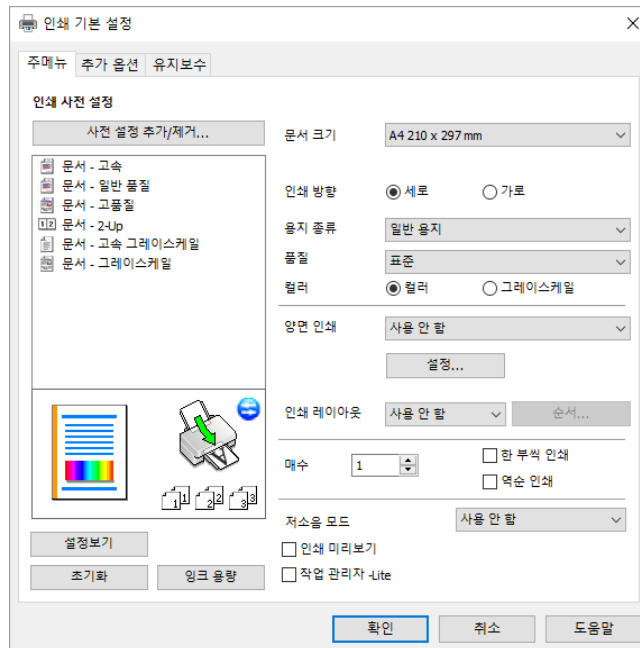 인쇄 기본 설정
주메뉴 추가 옵션 유지보수
인쇄 사전 설정
사전 설정 추가/제거...
문서 - 고속
문서 - 일반 품질
문서 - 고품질
12 문서 - 2-Up
문서 - 고속 그레이스케일
문서 - 그레이스케일
1 1 2 2 3 3
설정보기
초기화 잉크 용량
문서 크기 A4 210 x 297 mm
인쇄 방향 세로 가로
용지 종류 일반 용지
품질 표준
컬러 컬러 그레이스케일
양면 인쇄 사용 안 함
설정...
인쇄 레이아웃 사용 안 함 순서...
매수 1 한 부씩 인쇄
역순 인쇄
저소음 모드 사용 안 함
인쇄 미리보기
작업 관리자 -Lite
확인 취소 도움말